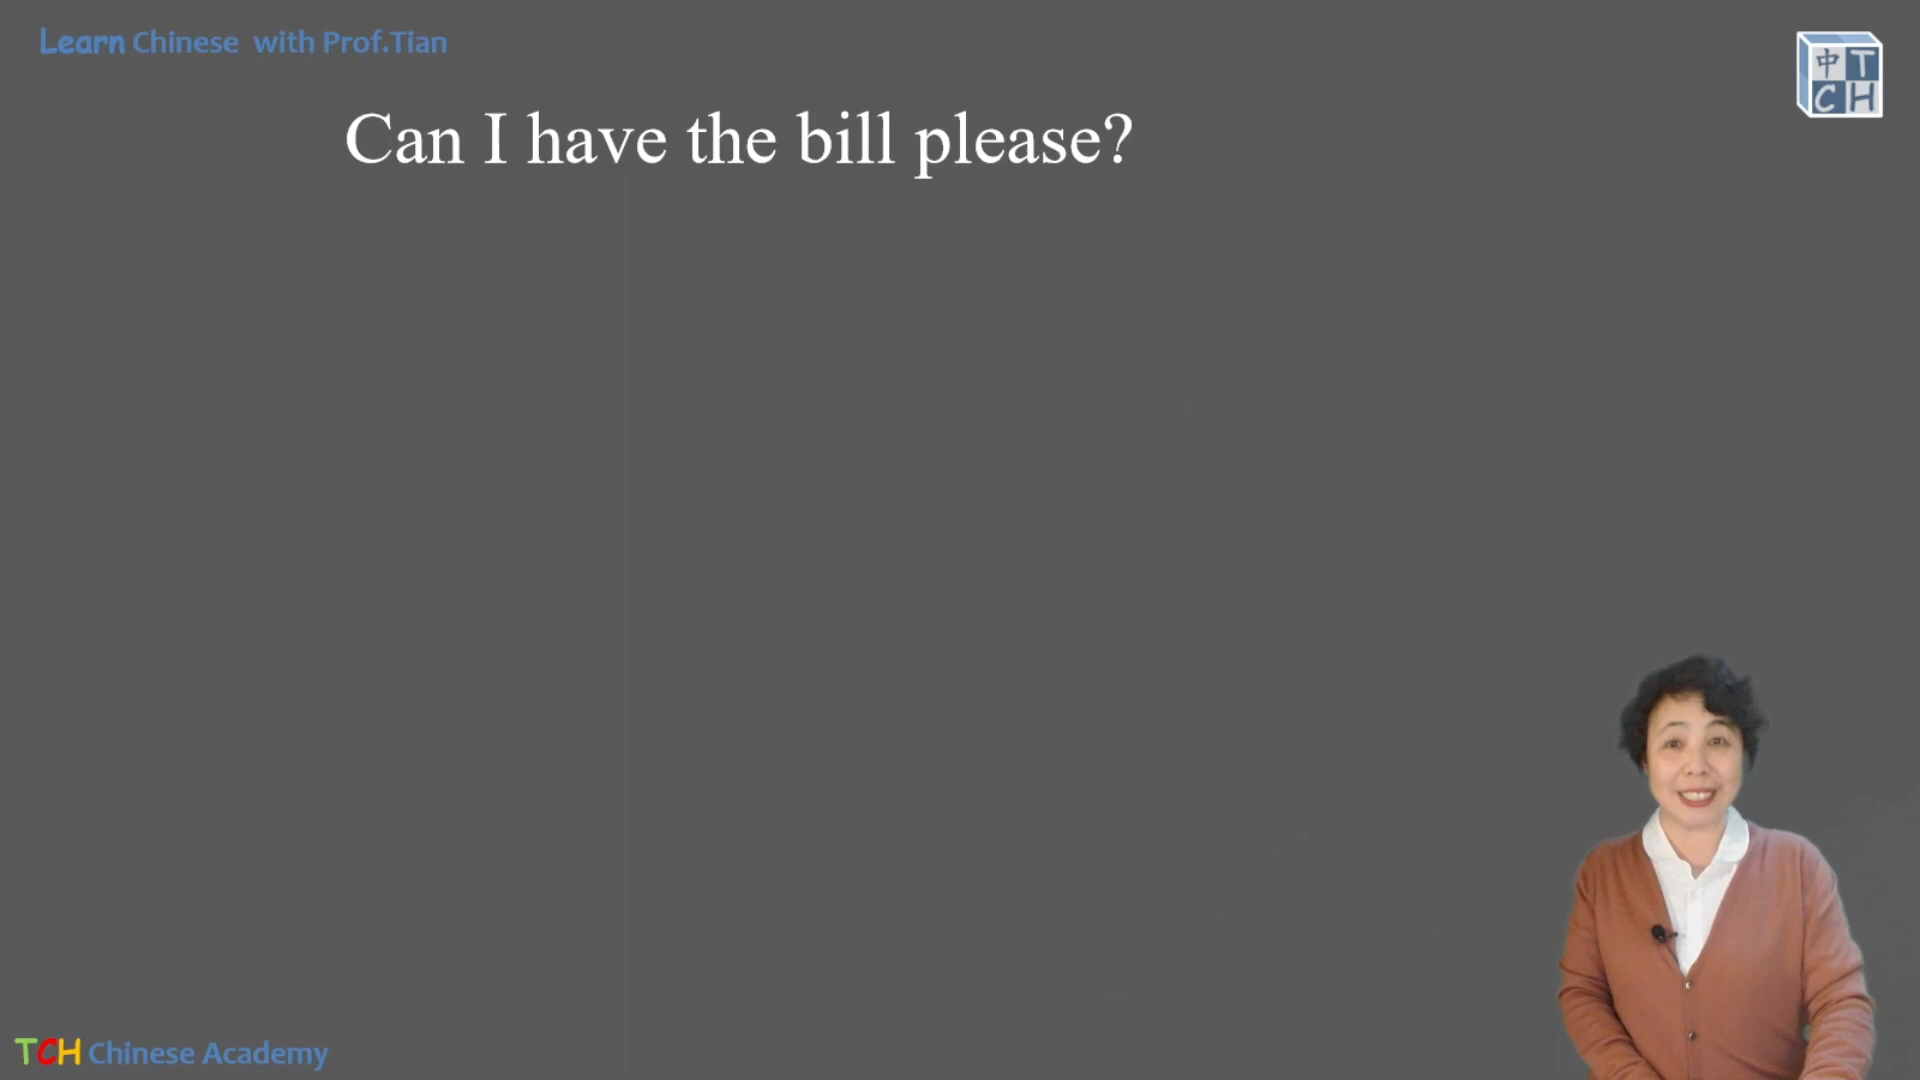 Learn Chinese with Prof.Tian
中T
CH
Can I have the bill please?
TCH Chinese Academy